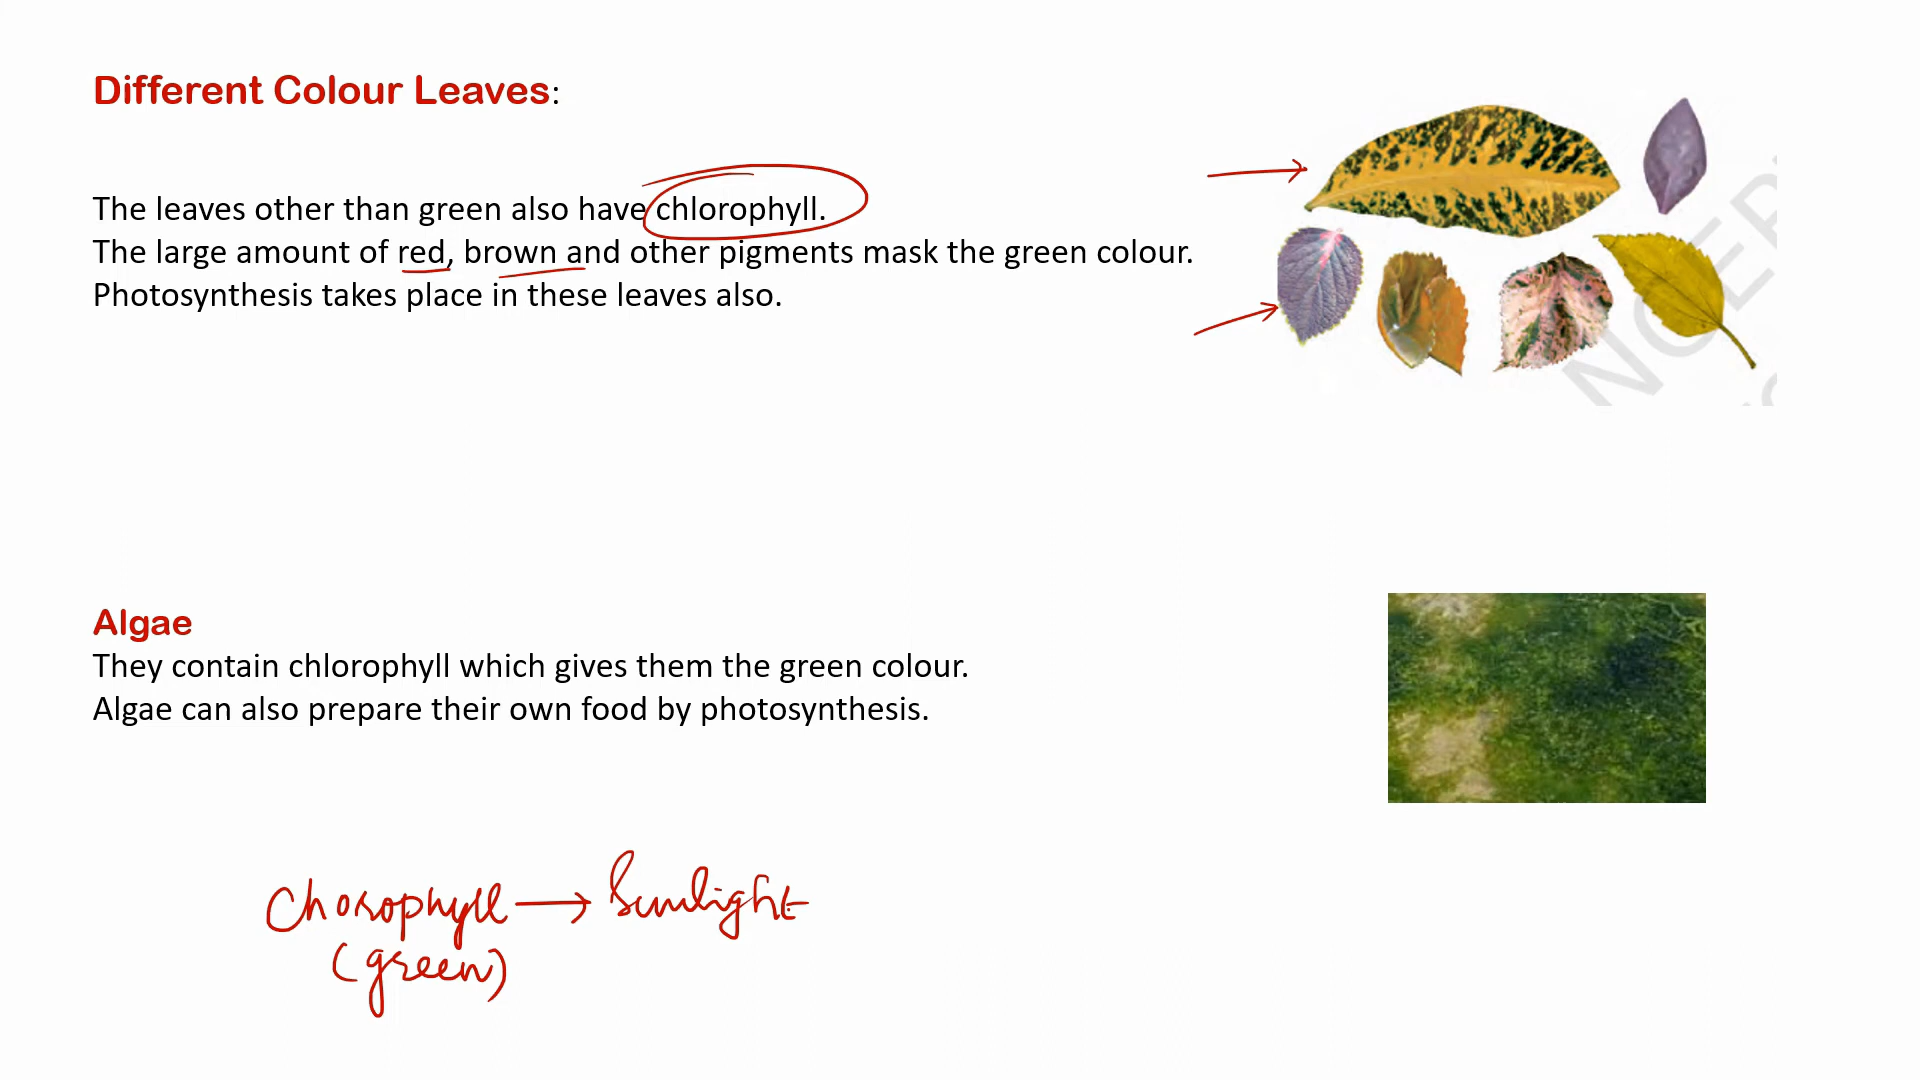 Different Colour Leaves:
The leaves other than green also have chlorophyll.
The large amount of red, brown and other pigments mask the green colour.
Photosynthesis takes place in these leaves also.
NCER
Algae
They contain chlorophyll which gives them the green colour.
Algae can also prepare their own food by photosynthesis.
Chorophyll → Sunlight
(green)